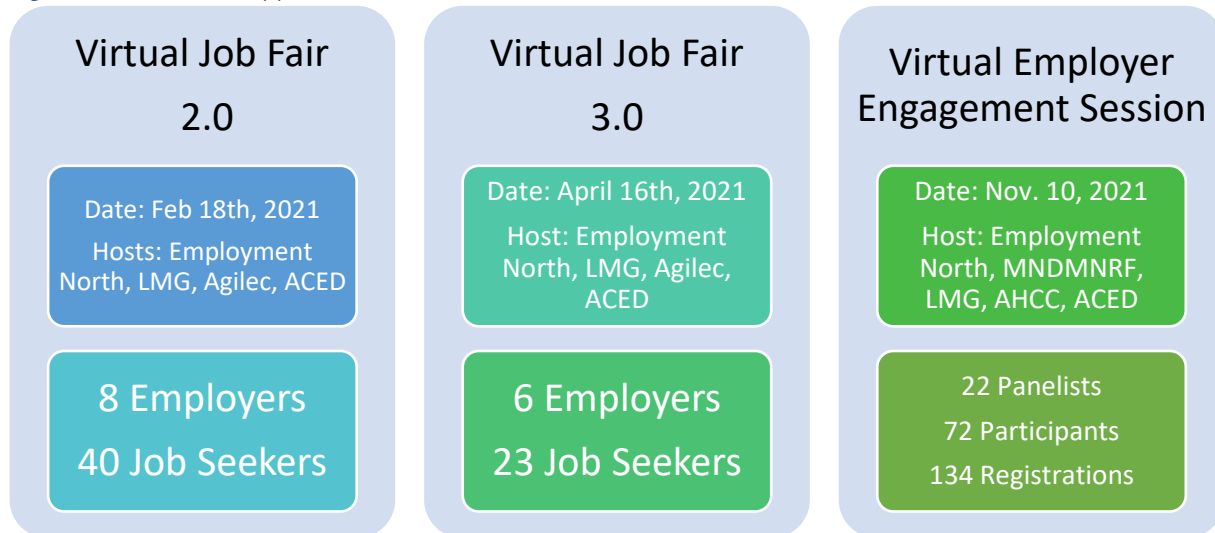 Virtual Job Fair
2.0
Date: Feb 18th, 2021
Hosts: Employment
North, LMG, Agilec, ACED
8 Employers
40 Job Seekers
Virtual Job Fair
3.0
Date: April 16th, 2021
Host: Employment
North, LMG, Agilec,
ACED
6 Employers
23 Job Seekers
Virtual Employer
Engagement Session
Date: Nov. 10, 2021
Host: Employment
North, MNDMNRF,
LMG, AHCC, ACED
22 Panelists
72 Participants
134 Registrations